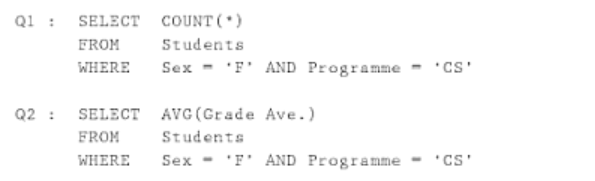 Q1 : SELECT COUNT(*)
FROM Students
WHERE Sex = 'F' AND Programme = 'CS'
Q2 : SELECT AVG(Grade Ave.)
FROM Students
WHERE Sex = 'F' AND Programme = 'CS'